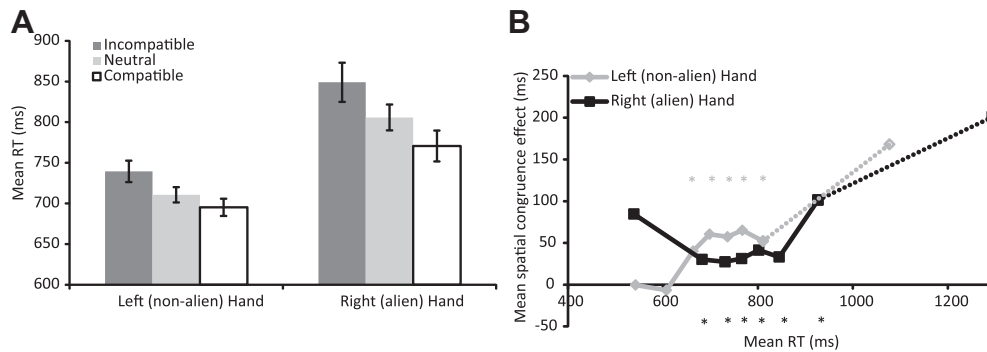 A
Mean RT (ms)
900
850
800
750
700
650
600
Incompatible
Neutral
Compatible
Left (non-alien) Hand
Right (alien) Hand
B
Mean spatial congruence effect (ms)
250
200
150
100
50
0
-50
Left (non-alien) Hand
Right (alien) Hand
* * * * *
400 600 800 1000 1200
* * * * * *
Mean RT (ms)